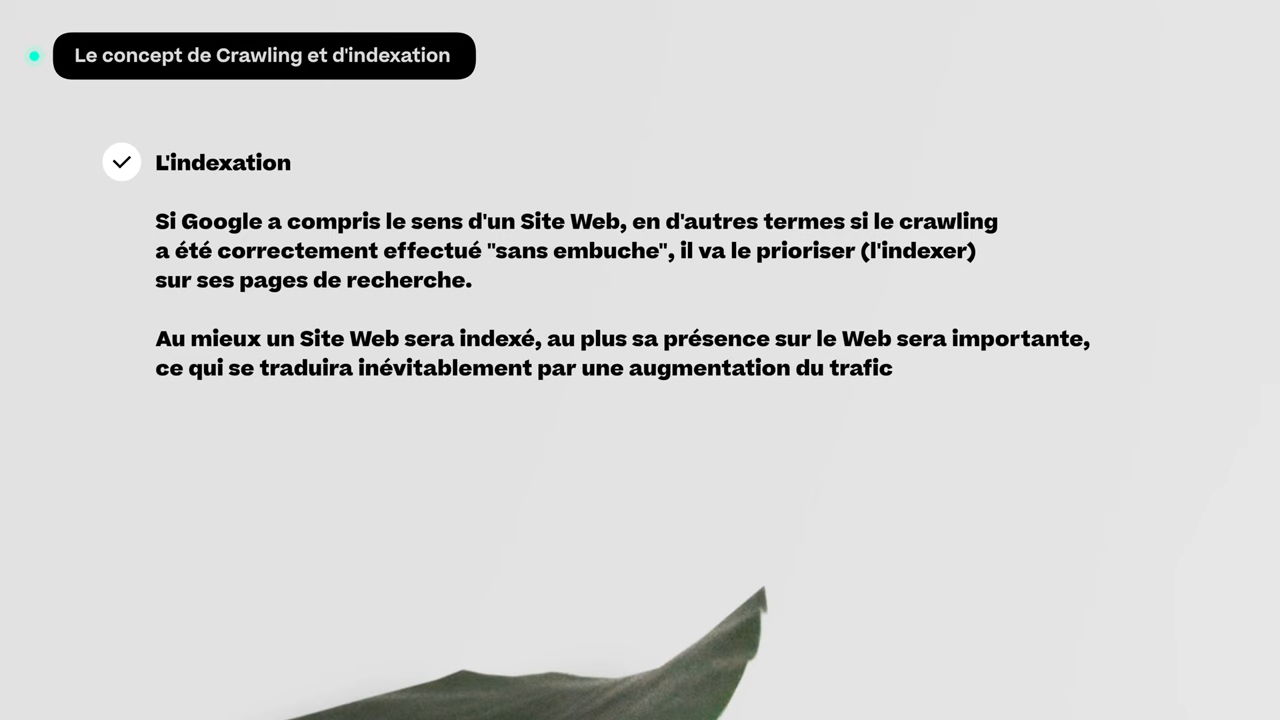 Le concept de Crawling et d'indexation
L'indexation
Si Google a compris le sens d'un Site Web, en d'autres termes si le crawling
a été correctement effectué "sans embuche", il va le prioriser (l'indexer)
sur ses pages de recherche.
Au mieux un Site Web sera indexé, au plus sa présence sur le Web sera importante,
ce qui se traduira inévitablement par une augmentation du trafic